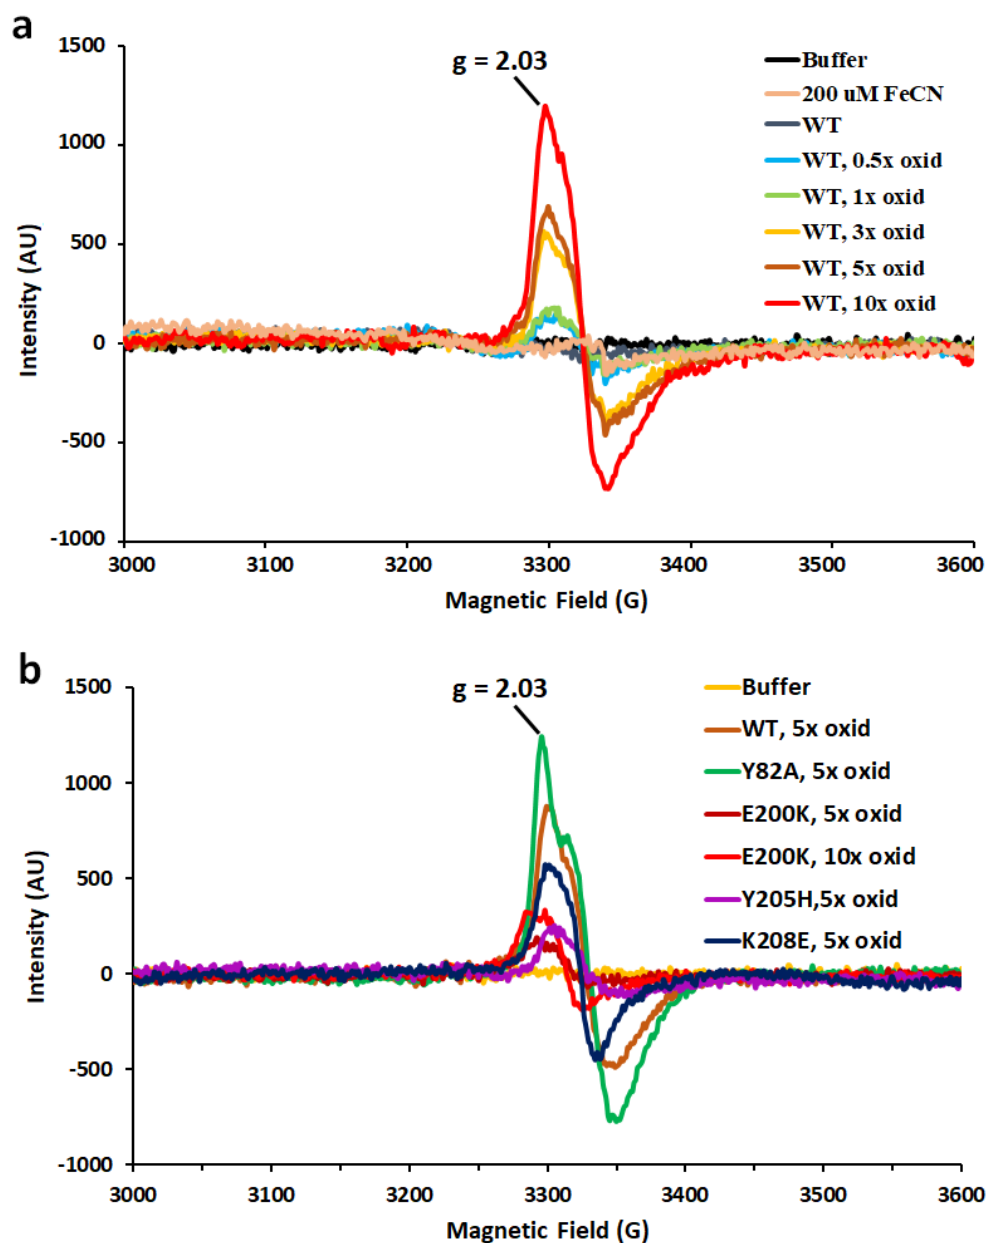 a
1500
1000
500
0
-500
-1000
Intensity (AU)
g = 2.03
Buffer
200 uM FeCN
WT
WT, 0.5x oxid
WT, 1x oxid
WT, 3x oxid
WT, 5x oxid
WT, 10x oxid
3000 3100 3200 3300 3400 3500 3600
Magnetic Field (G)
b
1500
1000
500
0
-500
-1000
Intensity (AU)
g = 2.03
Buffer
WT, 5x oxid
Y82A, 5x oxid
E200K, 5x oxid
E200K, 10x oxid
Y205H,5x oxid
K208E, 5x oxid
3000 3100 3200 3300 3400 3500 3600
Magnetic Field (G)